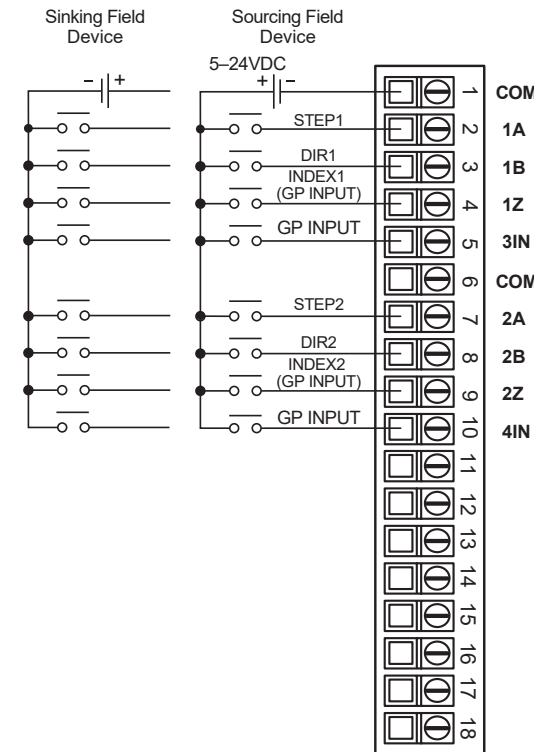 Sinking Field
Device
Sourcing Field
Device
5–24VDC
– +
+ –
1 COM
STEP1 2 1A
DIR1 3 1B
INDEX1
(GP INPUT) 4 1Z
GP INPUT 5 3IN
6 COM
STEP2 7 2A
DIR2 8 2B
INDEX2
(GP INPUT) 9 2Z
GP INPUT 10 4IN
11
12
13
14
15
16
17
18